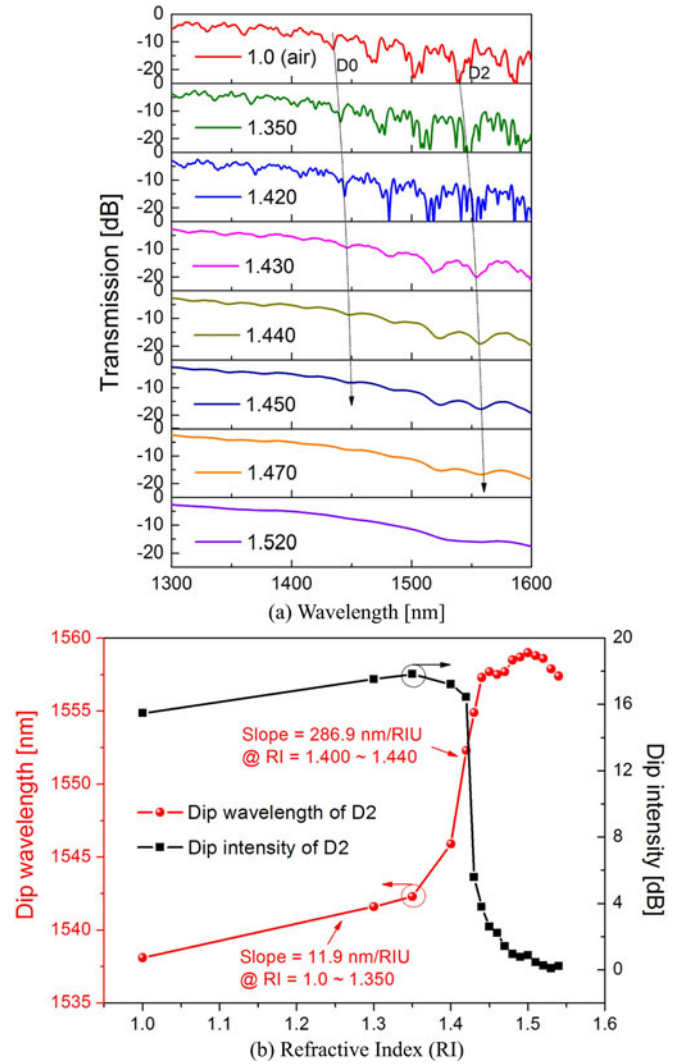 Transmission [dB]
0
-10
-20
1.0 (air)
D0
D2
0
-10
-20
1.350
0
-10
-20
1.420
0
-10
-20
1.430
0
-10
-20
1.440
0
-10
-20
1.450
0
-10
-20
1.470
0
-10
-20
1.520
1300 1400 1500 1600
(a) Wavelength [nm]
Dip wavelength [nm]
1560
1555
1550
1545
1540
1535
20
16
12
8
4
0
Dip intensity [dB]
Slope = 286.9 nm/RIU
@ RI = 1.400 ~ 1.440
Dip wavelength of D2
Dip intensity of D2
Slope = 11.9 nm/RIU
@ RI = 1.0 ~ 1.350
1.0 1.1 1.2 1.3 1.4 1.5 1.6
(b) Refractive Index (RI)